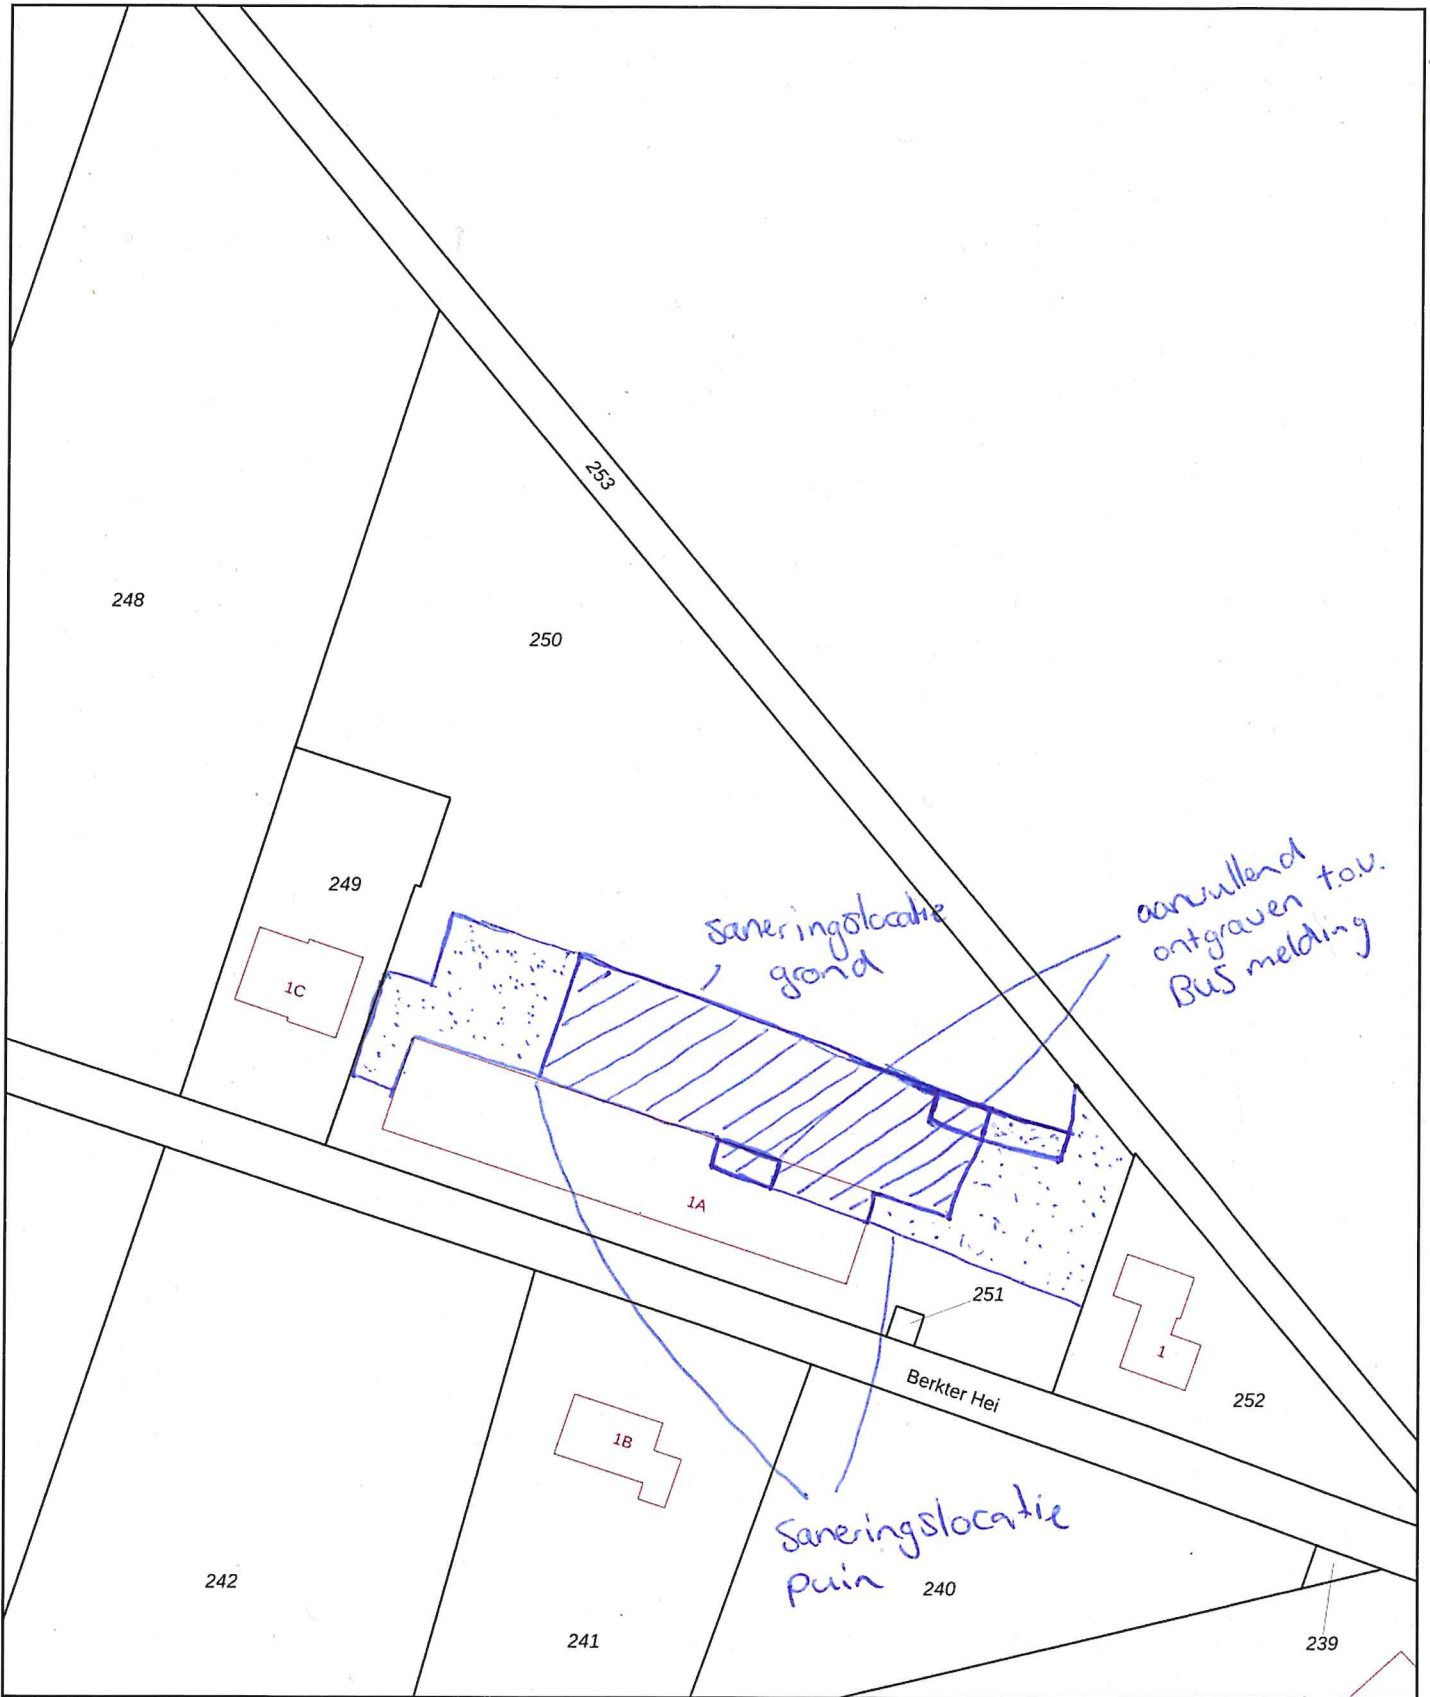 253
248
250
249
1C
saneringslocatie
grond
aanvullend
ontgraven t.o.v.
BUS melding
1A
251
1
Berkter Hei
252
1B
Saneringslocatie
puin
242
240
241
239